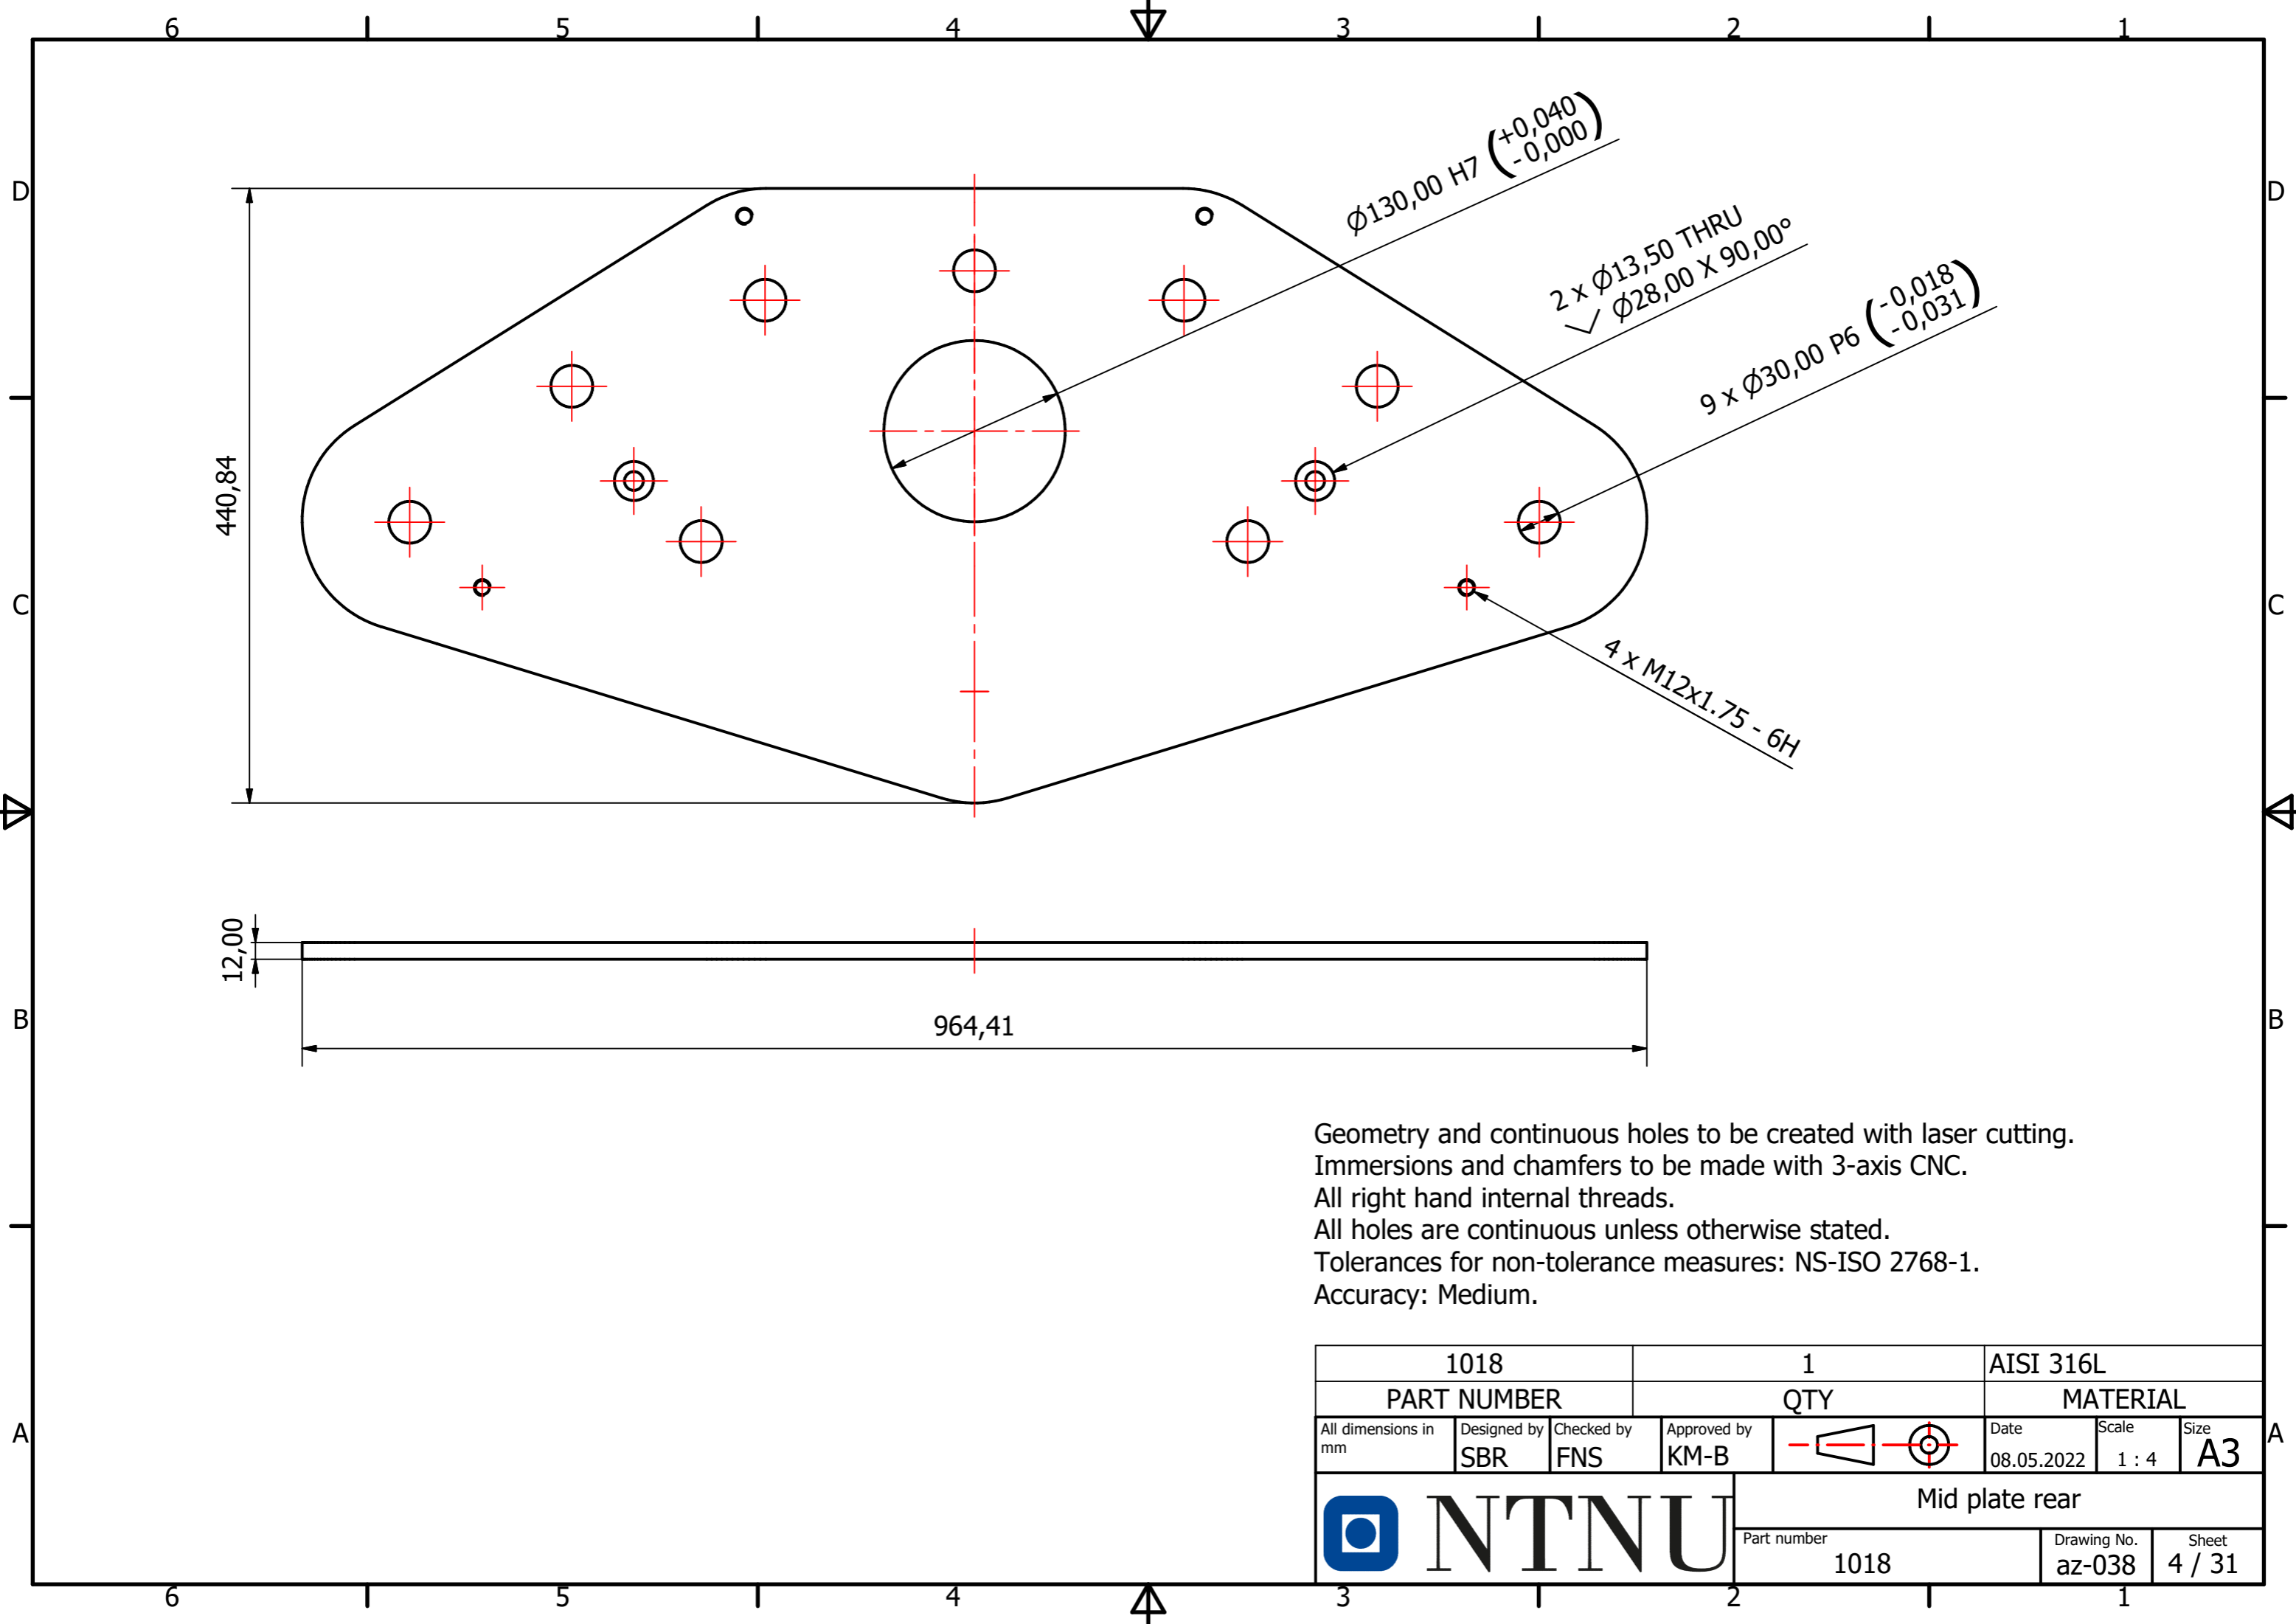 6 5 4 3 2 1
D D
C C
B B
A A
Ø130,00 H7 (+0,040 -0,000)
2 x Ø13,50 THRU
⌵ Ø28,00 X 90,00°
9 x Ø30,00 P6 (-0,018 -0,031)
4 x M12x1.75 - 6H
440,84
12,00
964,41
Geometry and continuous holes to be created with laser cutting.
Immersions and chamfers to be made with 3-axis CNC.
All right hand internal threads.
All holes are continuous unless otherwise stated.
Tolerances for non-tolerance measures: NS-ISO 2768-1.
Accuracy: Medium.
1018 1 AISI 316L
PART NUMBER QTY MATERIAL
All dimensions in
mm
Designed by
SBR
Checked by
FNS
Approved by
KM-B
Date
08.05.2022
Scale
1 : 4
Size
A3
NTNU
Mid plate rear
Part number
1018
Drawing No.
az-038
Sheet
4 / 31
6 5 4 3 2 1